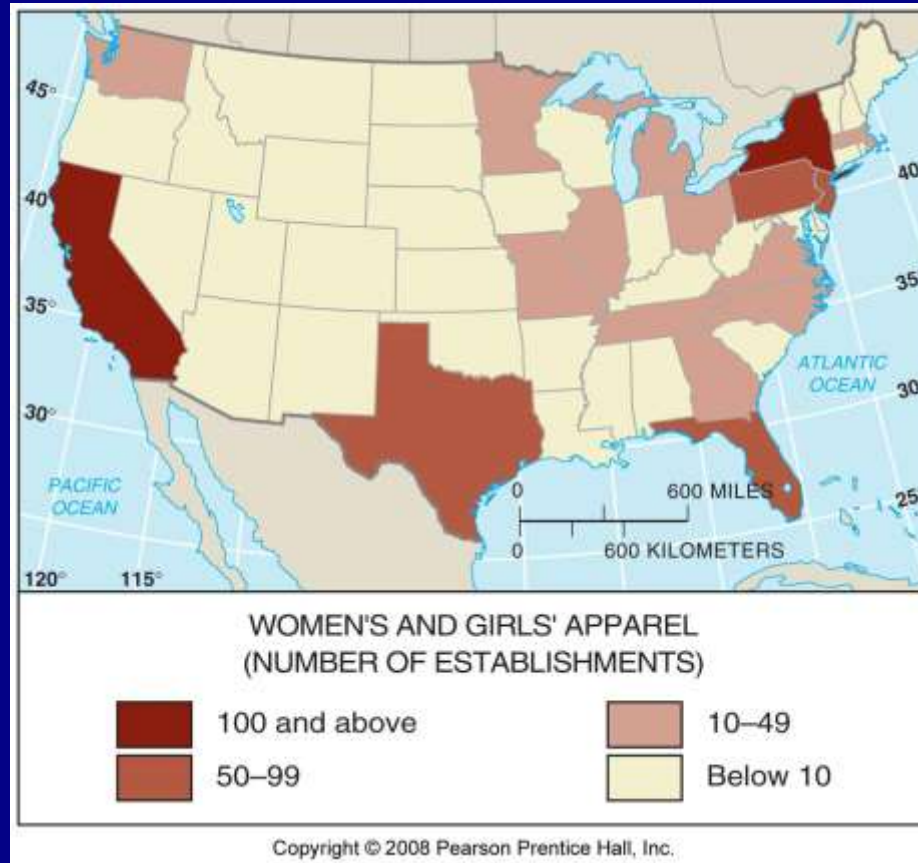 45°
40°
35°
30°
120°
115°
40
35°
30°
25°
PACIFIC
OCEAN
ATLANTIC
OCEAN
0
600 MILES
0
600 KILOMETERS
WOMEN'S AND GIRLS' APPAREL
(NUMBER OF ESTABLISHMENTS)
100 and above
10–49
50–99
Below 10
Copyright © 2008 Pearson Prentice Hall, Inc.